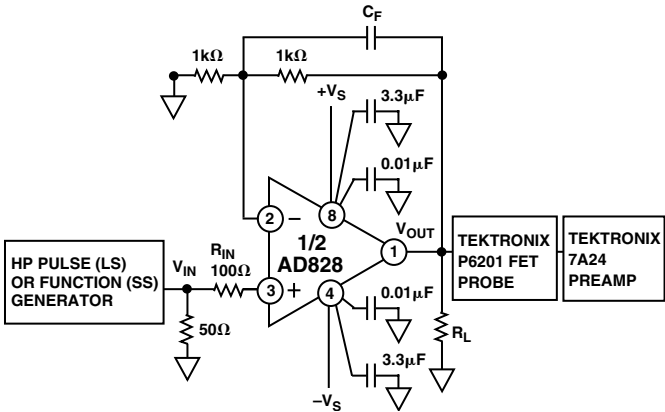 C_F
1kΩ
1kΩ
+V_S
3.3μF
0.01μF
2
–
8
V_OUT
1/2
AD828
1
TEKTRONIX
P6201 FET
PROBE
TEKTRONIX
7A24
PREAMP
HP PULSE (LS)
OR FUNCTION (SS)
GENERATOR
V_IN
R_IN
100Ω
3
+
4
0.01μF
50Ω
R_L
3.3μF
–V_S